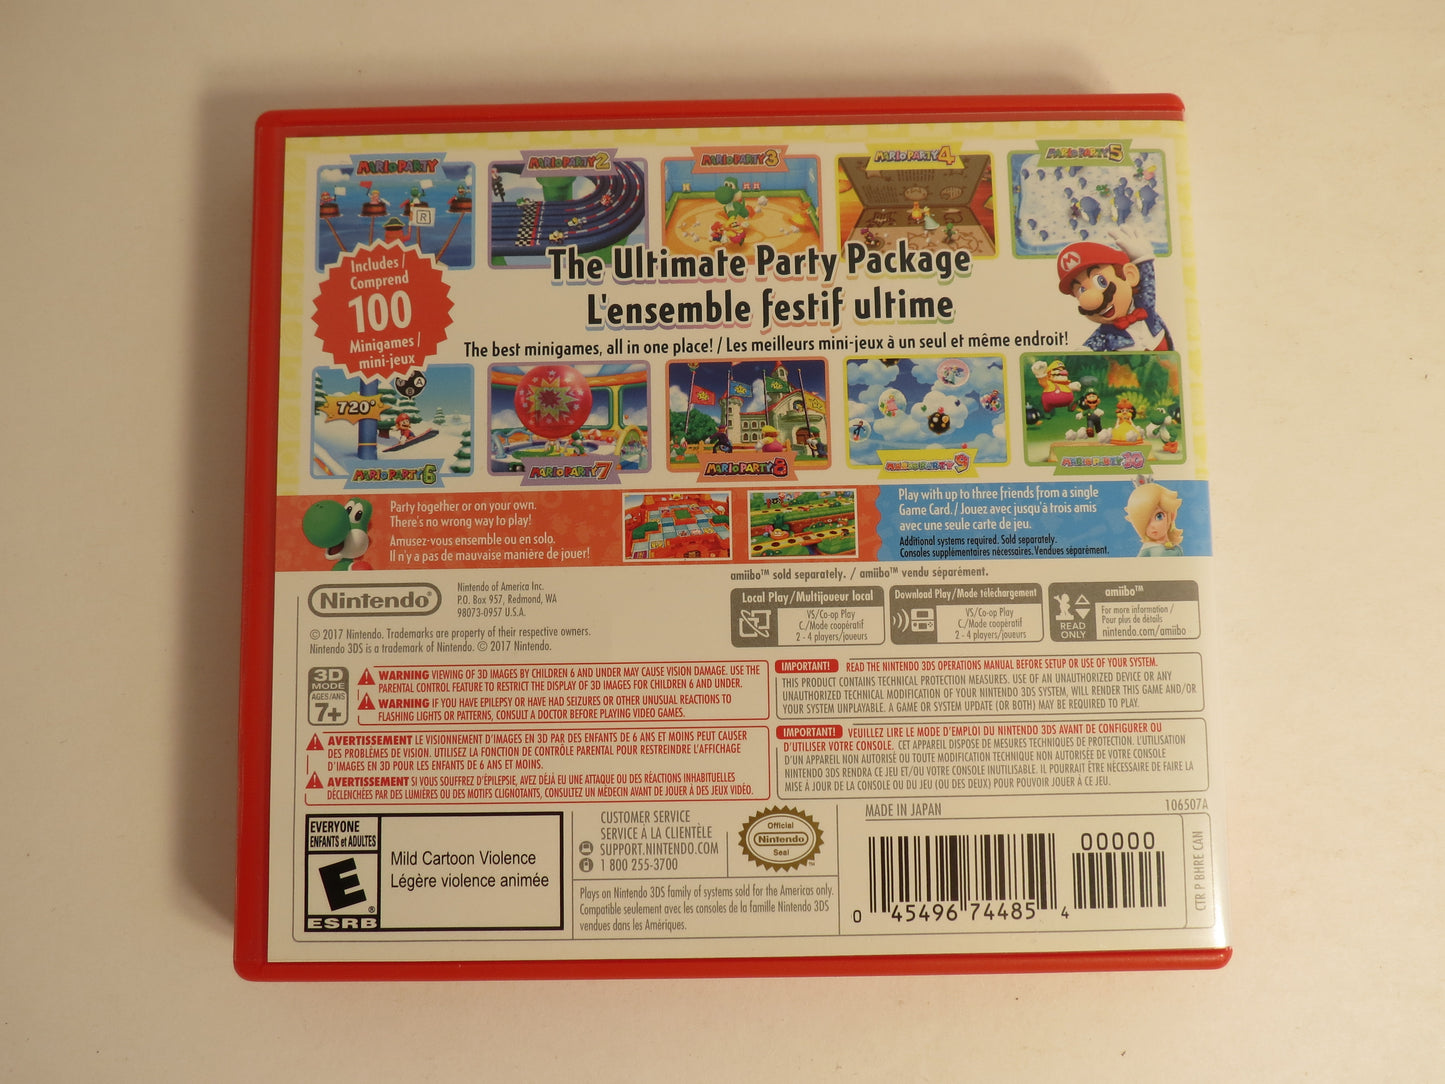 MARIO PARTY
MARIO PARTY 2
MARIO PARTY 3
MARIO PARTY 4
MARIO PARTY 5
R
Includes /
Comprend
100
Minigames /
mini-jeux
The Ultimate Party Package
L'ensemble festif ultime
The best minigames, all in one place! / Les meilleurs mini-jeux à un seul et même endroit!
720°
A
MARIO PARTY 6
MARIO PARTY 7
MARIO PARTY 8
MARIO PARTY 9
MARIO PARTY 10
Party together or on your own.
There's no wrong way to play!
Amusez-vous ensemble ou en solo.
Il n'y a pas de mauvaise manière de jouer!
Play with up to three friends from a single
Game Card. / Jouez avec jusqu'à trois amis
avec une seule carte de jeu.
Additional systems required. Sold separately.
Consoles supplémentaires nécessaires. Vendues séparément.
Nintendo®
Nintendo of America Inc.
P.O. Box 957, Redmond, WA
98073-0957 U.S.A.
© 2017 Nintendo. Trademarks are property of their respective owners.
Nintendo 3DS is a trademark of Nintendo. © 2017 Nintendo.
amiibo™ sold separately. / amiibo™ vendu séparément.
Local Play / Multijoueur local
VS/Co-op Play
C./Mode coopératif
2 - 4 players/joueurs
Download Play / Mode téléchargement
VS/Co-op Play
C./Mode coopératif
2 - 4 players/joueurs
READ
ONLY
amiibo™
For more information /
Pour plus de détails
nintendo.com/amiibo
3D
MODE
AGES/ANS
7+
WARNING VIEWING OF 3D IMAGES BY CHILDREN 6 AND UNDER MAY CAUSE VISION DAMAGE. USE THE
PARENTAL CONTROL FEATURE TO RESTRICT THE DISPLAY OF 3D IMAGES FOR CHILDREN 6 AND UNDER.
WARNING IF YOU HAVE EPILEPSY OR HAVE HAD SEIZURES OR OTHER UNUSUAL REACTIONS TO
FLASHING LIGHTS OR PATTERNS, CONSULT A DOCTOR BEFORE PLAYING VIDEO GAMES.
AVERTISSEMENT LE VISIONNEMENT D'IMAGES EN 3D PAR DES ENFANTS DE 6 ANS ET MOINS PEUT CAUSER
DES PROBLÈMES DE VISION. UTILISEZ LA FONCTION DE CONTRÔLE PARENTAL POUR RESTREINDRE L'AFFICHAGE
D'IMAGES EN 3D POUR LES ENFANTS DE 6 ANS ET MOINS.
AVERTISSEMENT SI VOUS SOUFFREZ D'ÉPILEPSIE, AVEZ DÉJÀ EU UNE ATTAQUE OU DES RÉACTIONS INHABITUELLES
DÉCLENCHÉES PAR DES LUMIÈRES OU DES MOTIFS CLIGNOTANTS, CONSULTEZ UN MÉDECIN AVANT DE JOUER À DES JEUX VIDÉO.
IMPORTANT! READ THE NINTENDO 3DS OPERATIONS MANUAL BEFORE SETUP OR USE OF YOUR SYSTEM.
THIS PRODUCT CONTAINS TECHNICAL PROTECTION MEASURES. USE OF AN UNAUTHORIZED DEVICE OR ANY
UNAUTHORIZED TECHNICAL MODIFICATION OF YOUR NINTENDO 3DS SYSTEM, WILL RENDER THIS GAME AND/OR
YOUR SYSTEM UNPLAYABLE. A GAME OR SYSTEM UPDATE (OR BOTH) MAY BE REQUIRED TO PLAY.
IMPORTANT! VEUILLEZ LIRE LE MODE D'EMPLOI DU NINTENDO 3DS AVANT DE CONFIGURER OU
D'UTILISER VOTRE CONSOLE. CET APPAREIL DISPOSE DE MESURES TECHNIQUES DE PROTECTION. L'UTILISATION
D'UN APPAREIL NON AUTORISÉ OU TOUTE MODIFICATION TECHNIQUE NON AUTORISÉE DE VOTRE CONSOLE
NINTENDO 3DS RENDRA CE JEU ET/OU VOTRE CONSOLE INUTILISABLE. IL POURRAIT ÊTRE NÉCESSAIRE DE FAIRE LA
MISE À JOUR DE LA CONSOLE OU DU JEU (OU DES DEUX) POUR POUVOIR JOUER À CE JEU.
EVERYONE
ENFANTS et ADULTES
E
®
ESRB
Mild Cartoon Violence
Légère violence animée
CUSTOMER SERVICE
SERVICE À LA CLIENTÈLE
SUPPORT.NINTENDO.COM
1 800 255-3700
Official
Nintendo
Seal
™
Plays on Nintendo 3DS family of systems sold for the Americas only.
Compatible seulement avec les consoles de la famille Nintendo 3DS
vendues dans les Amériques.
MADE IN JAPAN
106507A
00000
0 45496 74485 4
CTR P BHRE CAN